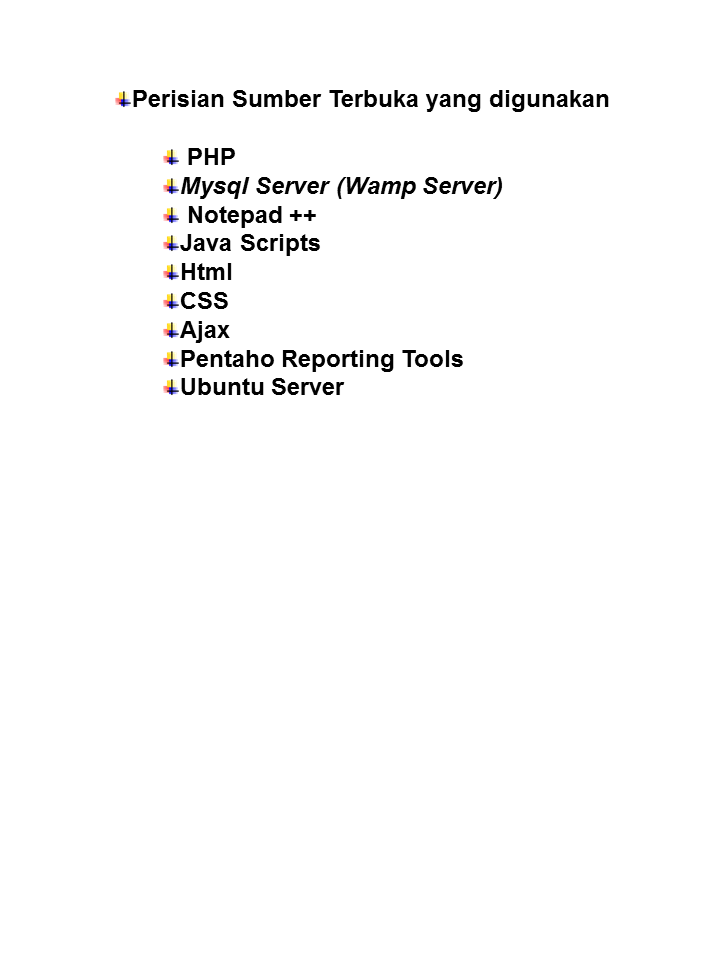 Perisian Sumber Terbuka yang digunakan
PHP
Mysql Server (Wamp Server)
Notepad ++
Java Scripts
Html
CSS
Ajax
Pentaho Reporting Tools
Ubuntu Server